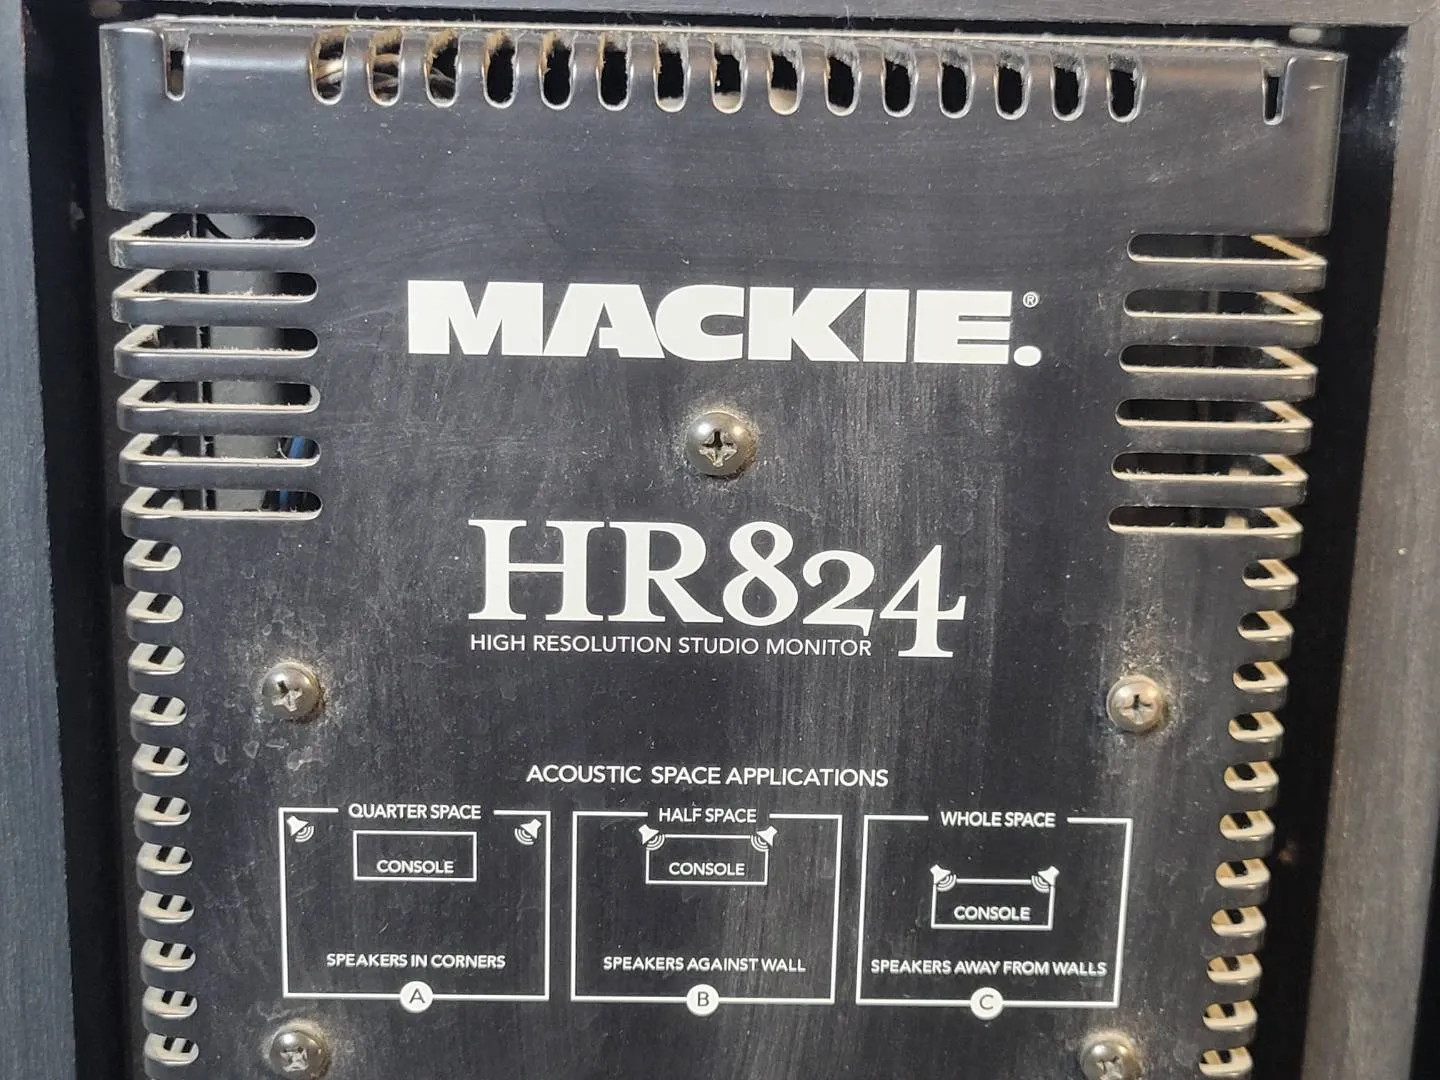 MACKIE.®
HR824
HIGH RESOLUTION STUDIO MONITOR
ACOUSTIC SPACE APPLICATIONS
QUARTER SPACE
CONSOLE
SPEAKERS IN CORNERS
A
HALF SPACE
CONSOLE
SPEAKERS AGAINST WALL
B
WHOLE SPACE
CONSOLE
SPEAKERS AWAY FROM WALLS
C